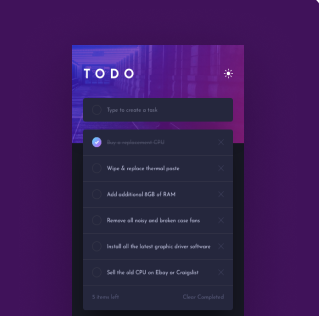 TODO
Type to create a task
Buy a replacement CPU
Wipe & replace thermal paste
Add additional 8GB of RAM
Remove all noisy and broken case fans
Install all the latest graphic driver software
Sell the old CPU on Ebay or Craigslist
5 items left
Clear Completed